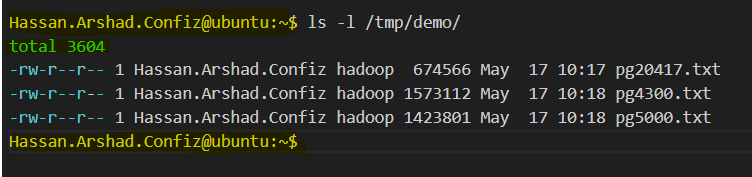 Hassan.Arshad.Confiz@ubuntu:~$ ls -l /tmp/demo/
total 3604
-rw-r--r-- 1 Hassan.Arshad.Confiz hadoop  674566 May  17 10:17 pg20417.txt
-rw-r--r-- 1 Hassan.Arshad.Confiz hadoop 1573112 May  17 10:18 pg4300.txt
-rw-r--r-- 1 Hassan.Arshad.Confiz hadoop 1423801 May  17 10:18 pg5000.txt
Hassan.Arshad.Confiz@ubuntu:~$